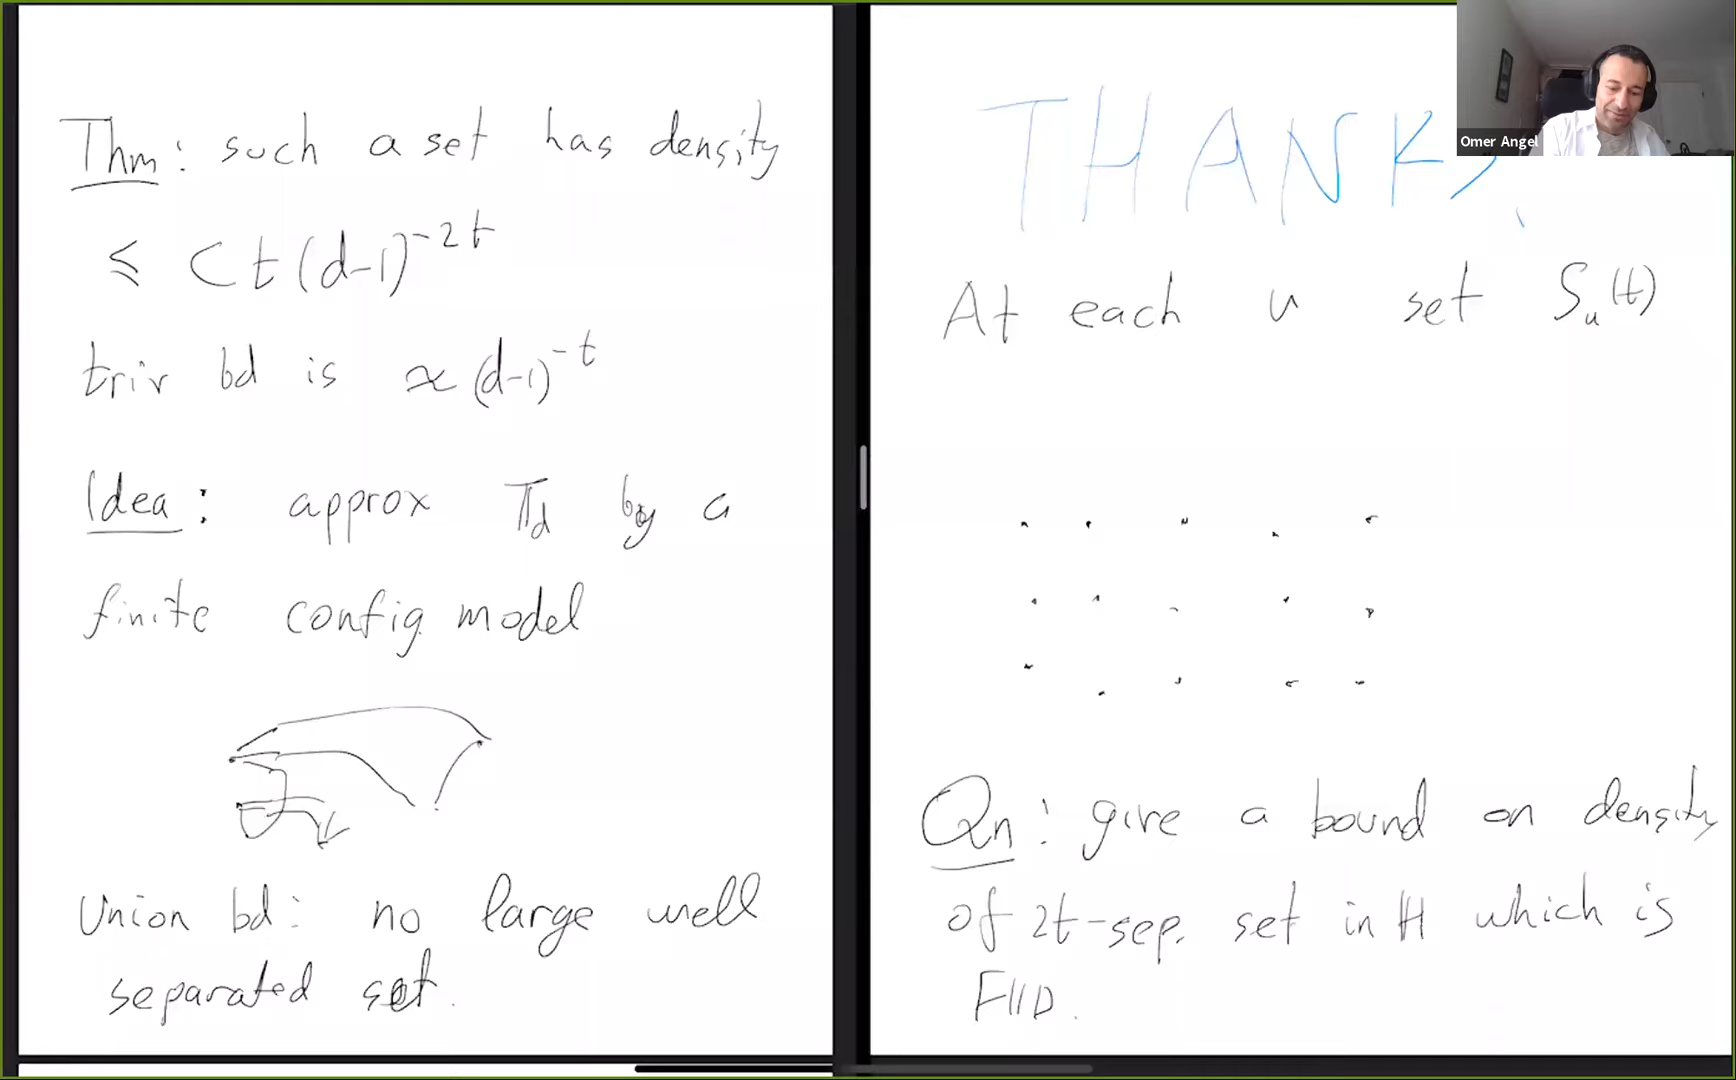 Thm: such a set has density
≤ Ct(d-1)^{-2t}
triv bd is ≍ (d-1)^{-t}
Idea: approx 𝕋_d by a
finite config model
Union bd: no large well
separated set.
THANKS.
Omer Angel
At each u set S_u(t)
Qn: give a bound on density
of 2t-sep. set in ℍ which is
FIID.